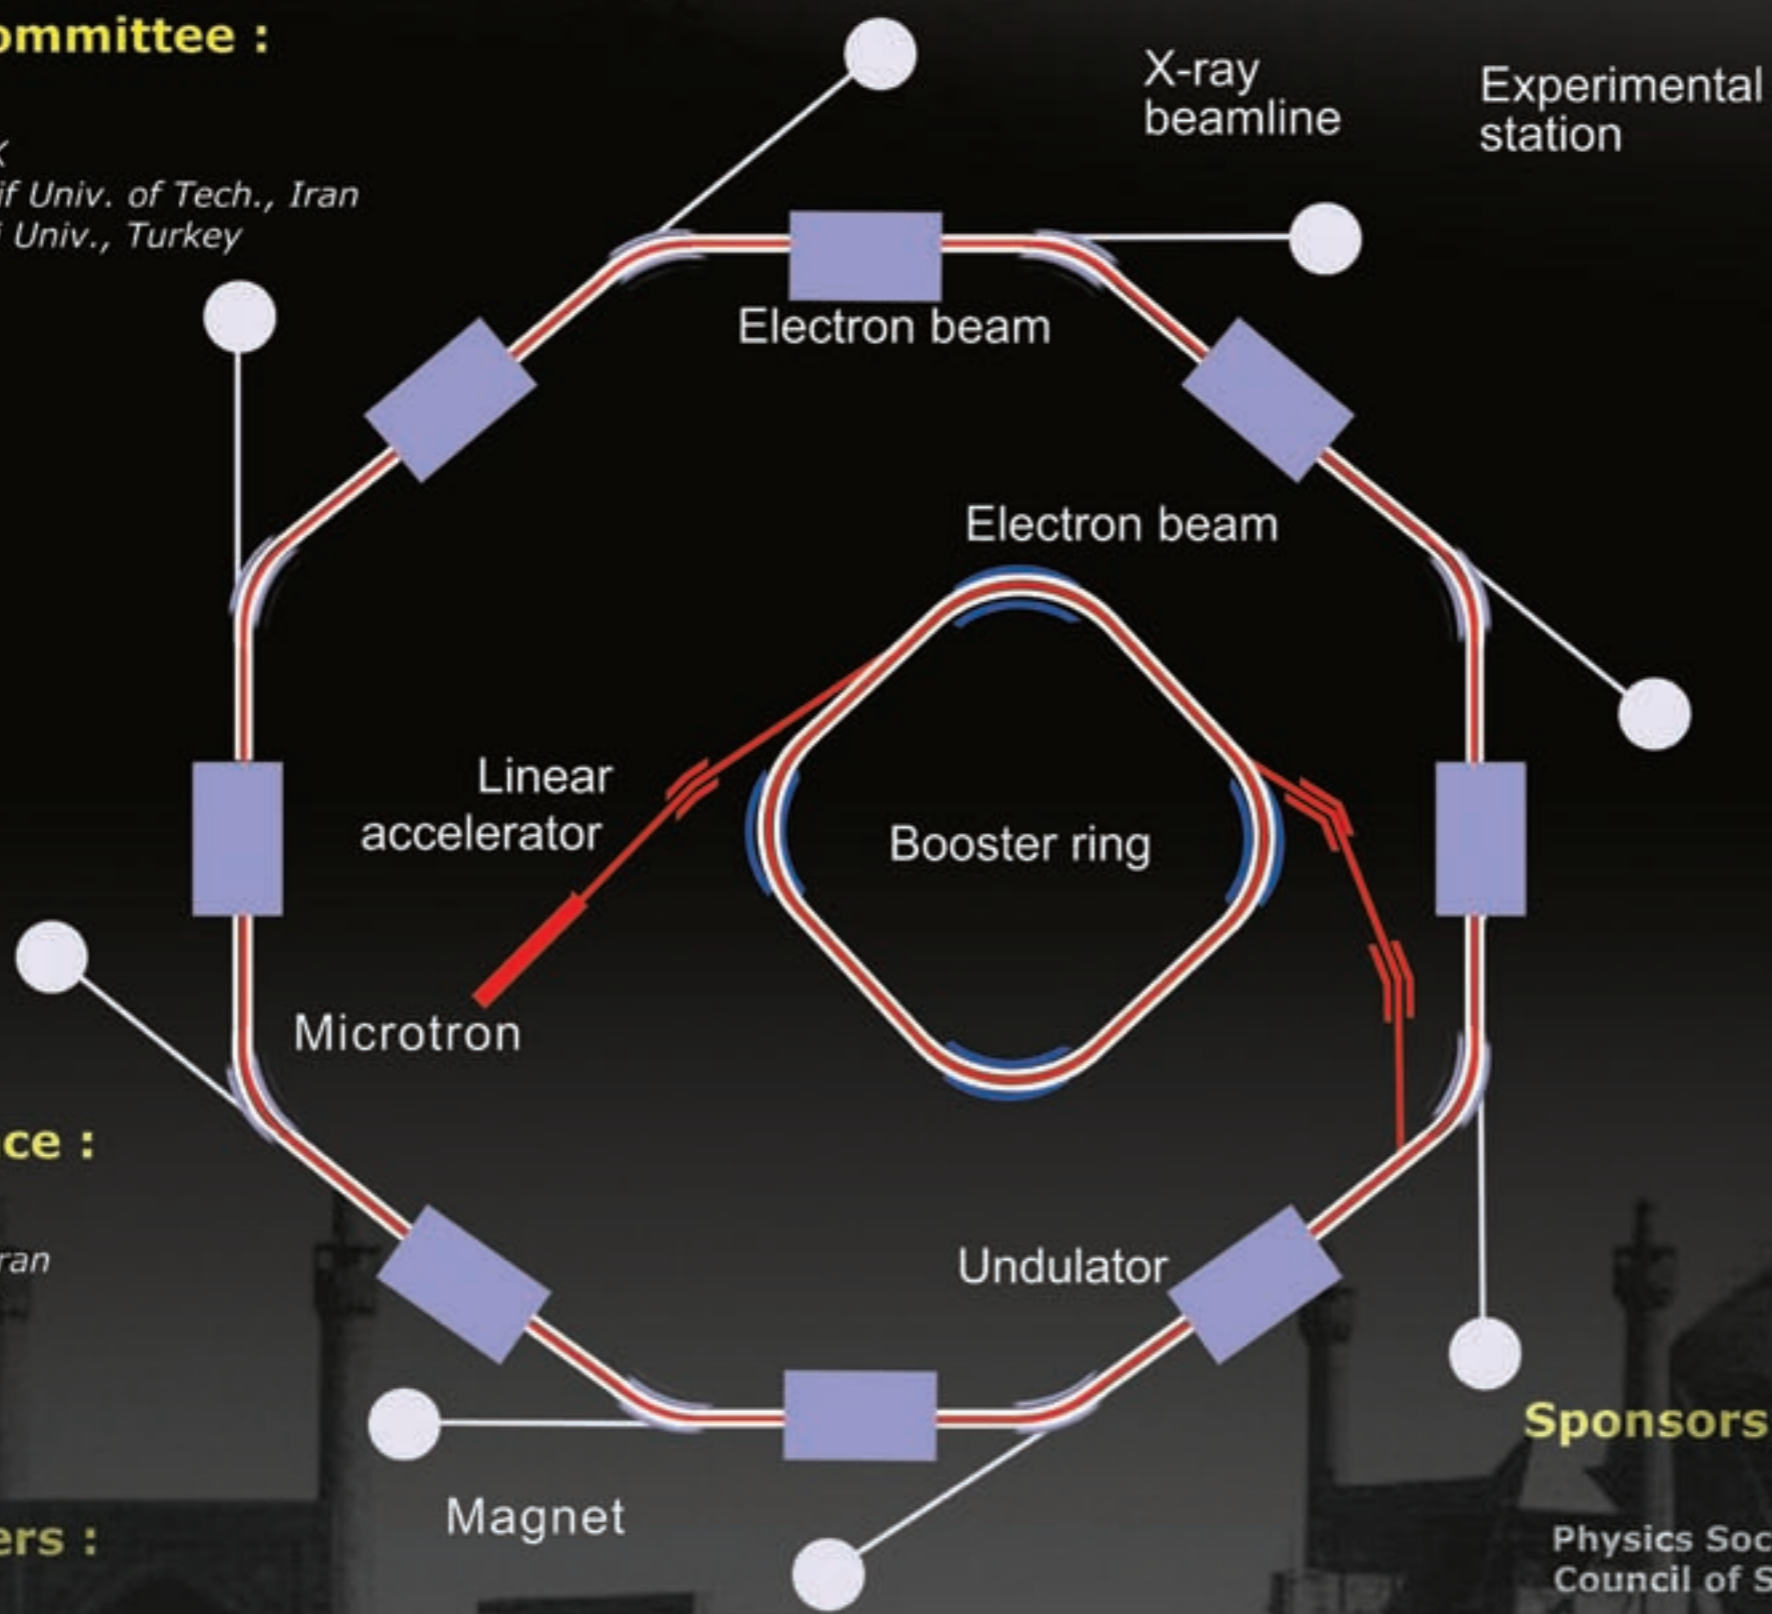 ommittee :
X-ray
beamline
Experimental
station
K
if Univ. of Tech., Iran
i Univ., Turkey
Electron beam
Electron beam
Linear
accelerator
Booster ring
Microtron
nce :
ran
Undulator
Sponsors
Magnet
ers :
Physics Soc
Council of S